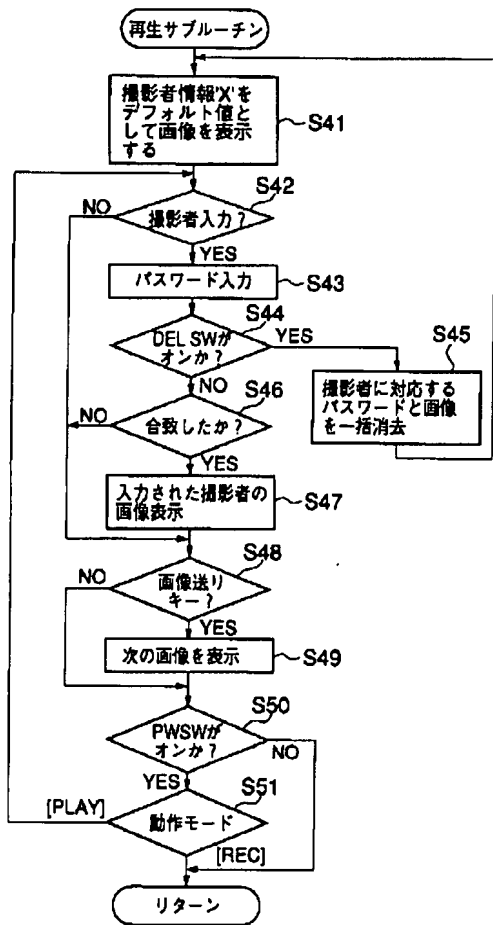 再生サブルーチン
撮影者情報'X'を
デフォルト値と
して画像を表示
する
S41
S42
NO
撮影者入力？
YES
パスワード入力
S43
S44
DEL SWが
オンか？
YES
S45
NO
撮影者に対応する
パスワードと画像
を一括消去
S46
NO
合致したか？
YES
入力された撮影者の
画像表示
S47
S48
NO
画像送り
キー？
YES
次の画像を表示
S49
S50
PWSWが
オンか？
NO
YES
S51
[PLAY]
動作モード
[REC]
リターン